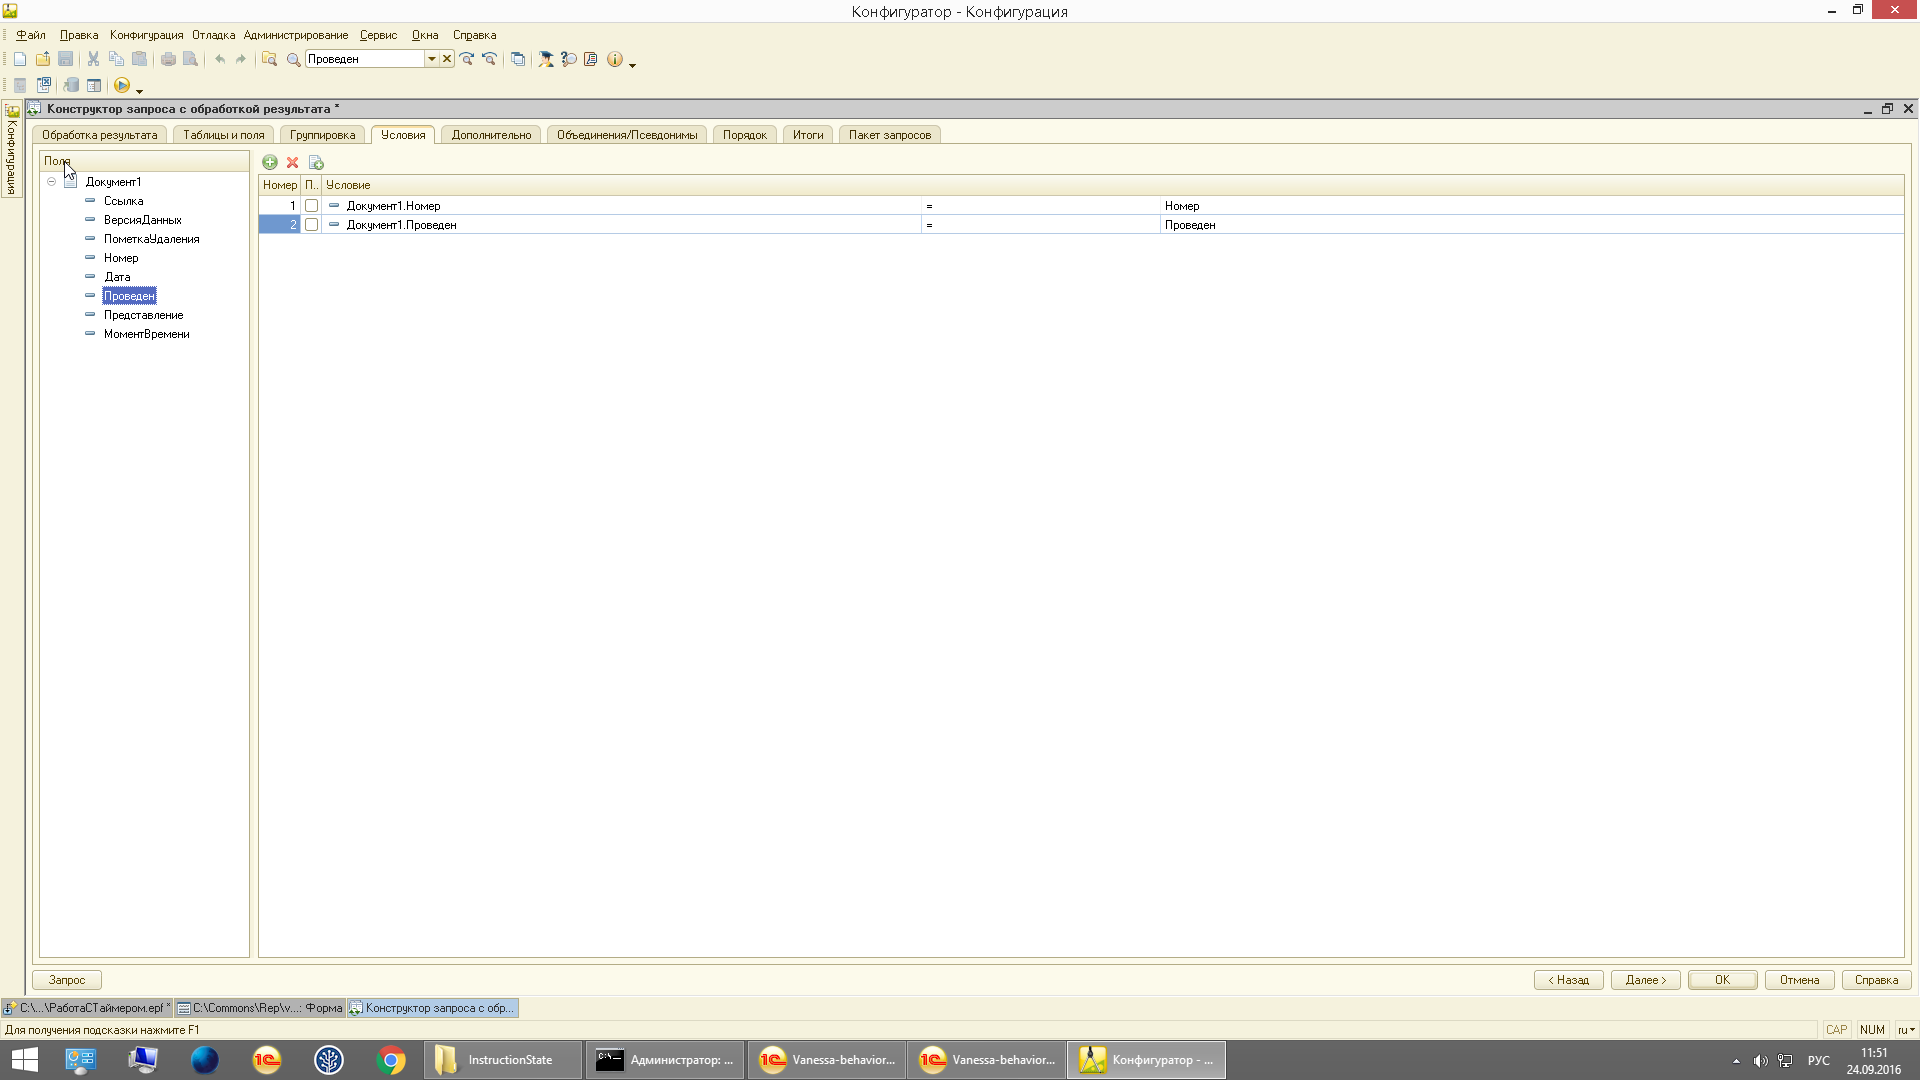 Конфигуратор - Конфигурация
Файл Правка Конфигурация Отладка Администрирование Сервис Окна Справка
Проведен
Конструктор запроса с обработкой результата *
Конфигурация
Обработка результата Таблицы и поля Группировка Условия Дополнительно Объединения/Псевдонимы Порядок Итоги Пакет запросов
Поля
Документ1
Ссылка
ВерсияДанных
ПометкаУдаления
Номер
Дата
Проведен
Представление
МоментВремени
Номер П.. Условие
1 Документ1.Номер = Номер
2 Документ1.Проведен = Проведен
Запрос < Назад Далее > ОК Отмена Справка
C:\...\РаботаСТаймером.epf * C:\Commons\Rep\v...: Форма Конструктор запроса с обр...
Для получения подсказки нажмите F1 CAP NUM ru
InstructionState Администратор: ... Vanessa-behavior... Vanessa-behavior... Конфигуратор - ... РУС 11:51
24.09.2016